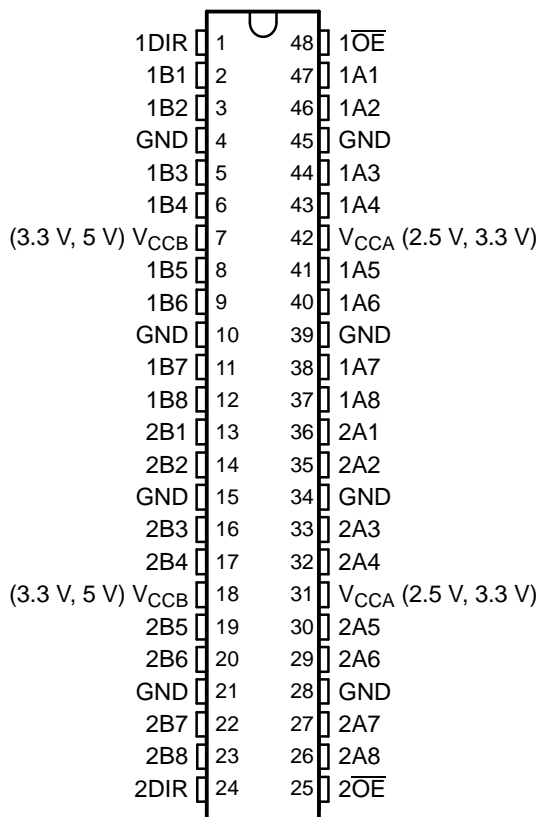 1DIR 1 48 1O̅E̅
1B1 2 47 1A1
1B2 3 46 1A2
GND 4 45 GND
1B3 5 44 1A3
1B4 6 43 1A4
(3.3 V, 5 V) VCCB 7 42 VCCA (2.5 V, 3.3 V)
1B5 8 41 1A5
1B6 9 40 1A6
GND 10 39 GND
1B7 11 38 1A7
1B8 12 37 1A8
2B1 13 36 2A1
2B2 14 35 2A2
GND 15 34 GND
2B3 16 33 2A3
2B4 17 32 2A4
(3.3 V, 5 V) VCCB 18 31 VCCA (2.5 V, 3.3 V)
2B5 19 30 2A5
2B6 20 29 2A6
GND 21 28 GND
2B7 22 27 2A7
2B8 23 26 2A8
2DIR 24 25 2O̅E̅